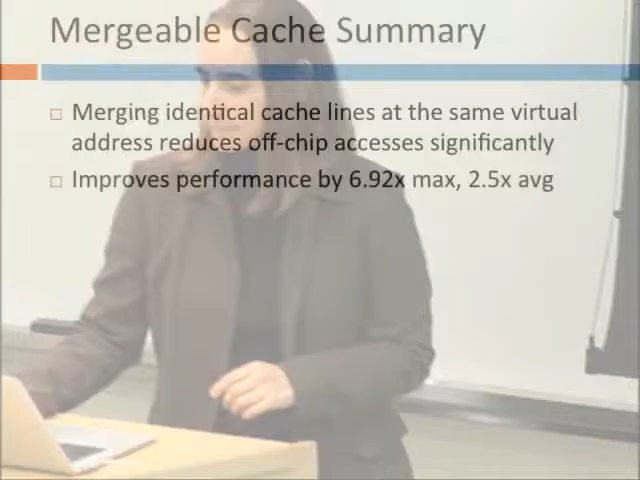 Mergeable Cache Summary
Merging identical cache lines at the same virtual
address reduces off-chip accesses significantly
Improves performance by 6.92x max, 2.5x avg